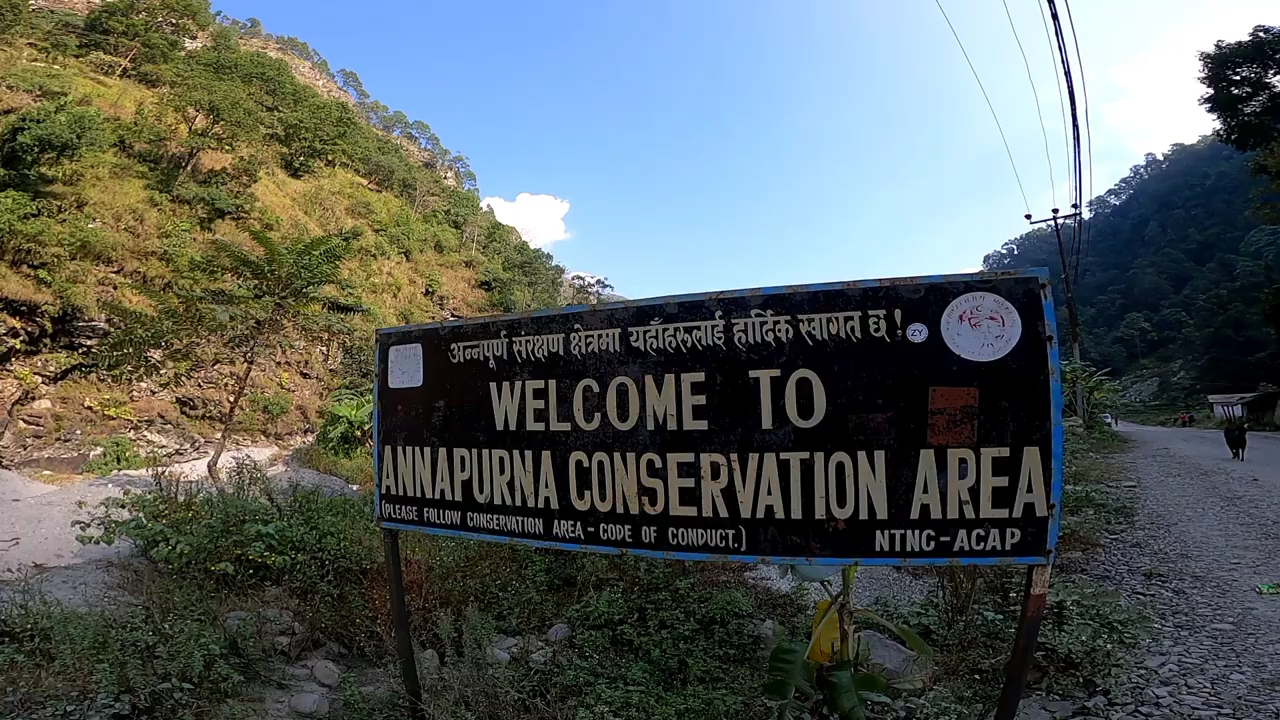 अन्नपूर्ण संरक्षण क्षेत्रमा यहाँहरूलाई हार्दिक स्वागत छ !
ZY
WELCOME TO
ANNAPURNA CONSERVATION AREA
(PLEASE FOLLOW CONSERVATION AREA - CODE OF CONDUCT.)
NTNC-ACAP